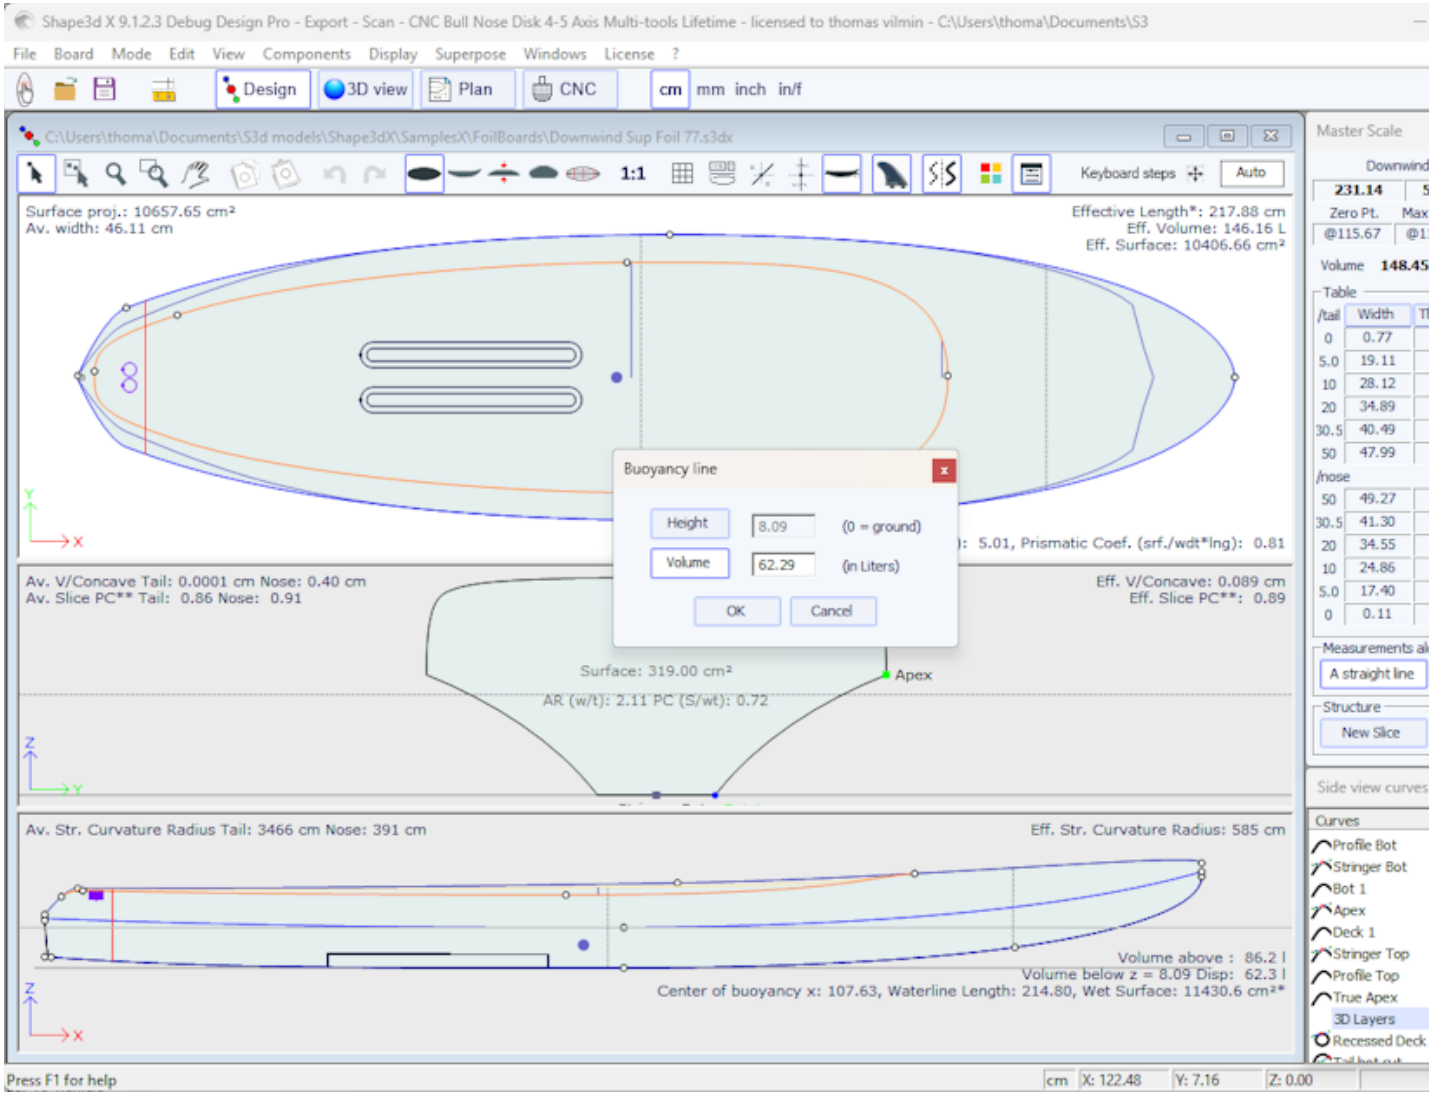 Shape3d X 9.1.2.3 Debug Design Pro - Export - Scan - CNC Bull Nose Disk 4-5 Axis Multi-tools Lifetime - licensed to thomas vilmin - C:\Users\thoma\Documents\S3
File Board Mode Edit View Components Display Superpose Windows License ?
Design 3D view Plan CNC cm mm inch in/f
C:\Users\thoma\Documents\S3d models\Shape3dX\SamplesX\FoilBoards\Downwind Sup Foil 77.s3dx
1:1 Keyboard steps Auto
Surface proj.: 10657.65 cm²
Av. width: 46.11 cm
Effective Length*: 217.88 cm
Eff. Volume: 146.16 L
Eff. Surface: 10406.66 cm²
Y
X
): 5.01, Prismatic Coef. (srf./wdt*lng): 0.81
Buoyancy line
x
Height 8.09 (0 = ground)
Volume 62.29 (in Liters)
OK Cancel
Av. V/Concave Tail: 0.0001 cm Nose: 0.40 cm
Av. Slice PC** Tail: 0.86 Nose: 0.91
Eff. V/Concave: 0.089 cm
Eff. Slice PC**: 0.89
Surface: 319.00 cm²
Apex
AR (w/t): 2.11 PC (S/wt): 0.72
Z
Y
Av. Str. Curvature Radius Tail: 3466 cm Nose: 391 cm
Eff. Str. Curvature Radius: 585 cm
Volume above : 86.2 l
Volume below z = 8.09 Disp: 62.3 l
Center of buoyancy x: 107.63, Waterline Length: 214.80, Wet Surface: 11430.6 cm²*
Z
X
Master Scale
Downwind
231.14 5
Zero Pt. Max
@115.67 @11
Volume 148.45
Table
/tail Width Th
0 0.77
5.0 19.11
10 28.12
20 34.89
30.5 40.49
50 47.99
/nose
50 49.27
30.5 41.30
20 34.55
10 24.86
5.0 17.40
0 0.11
Measurements al
A straight line
Structure
New Slice
Side view curves
Curves
Profile Bot
Stringer Bot
Bot 1
Apex
Deck 1
Stringer Top
Profile Top
True Apex
3D Layers
Recessed Deck
Press F1 for help
cm X: 122.48 Y: 7.16 Z: 0.00